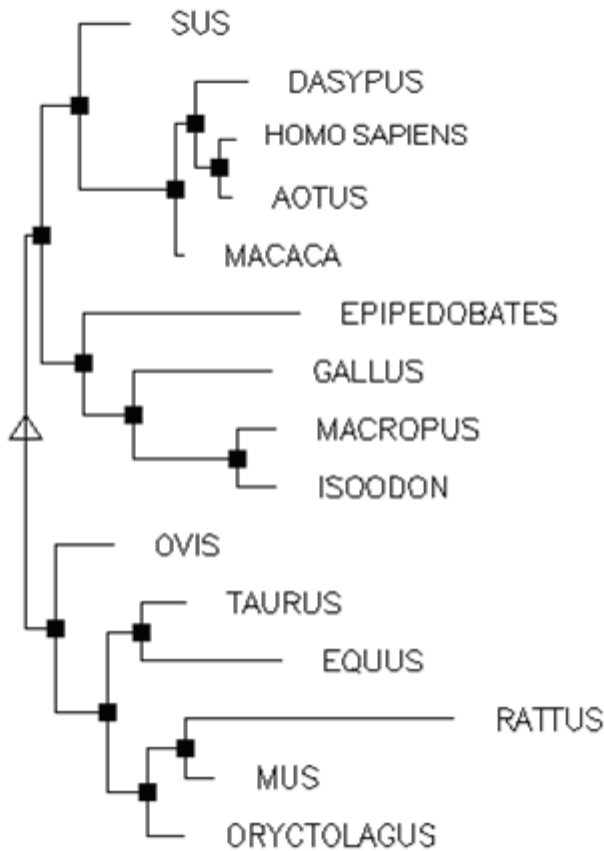 SUS
DASYPUS
HOMO SAPIENS
AOTUS
MACACA
EPIPEDOBATES
GALLUS
MACROPUS
ISOODON
OVIS
TAURUS
EQUUS
RATTUS
MUS
ORYCTOLAGUS